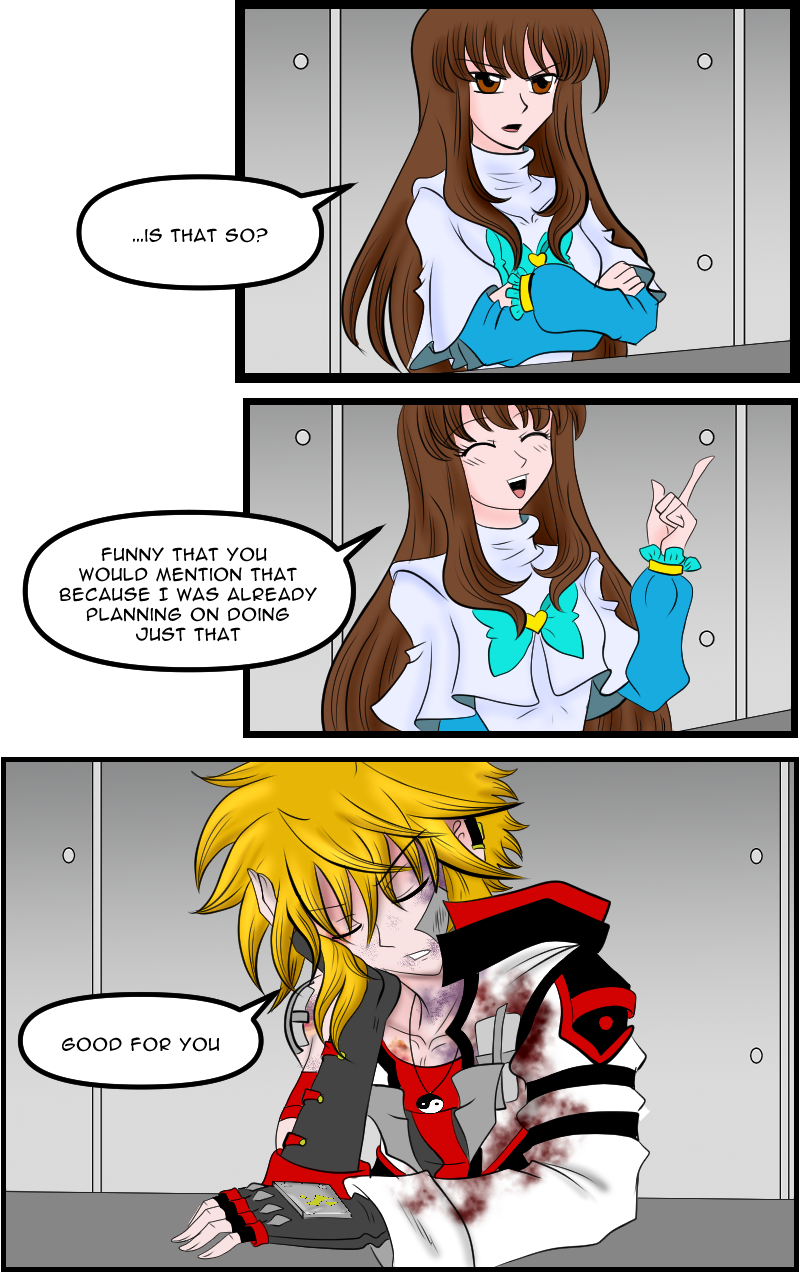 ...IS THAT SO?
FUNNY THAT YOU
WOULD MENTION THAT
BECAUSE I WAS ALREADY
PLANNING ON DOING
JUST THAT
GOOD FOR YOU